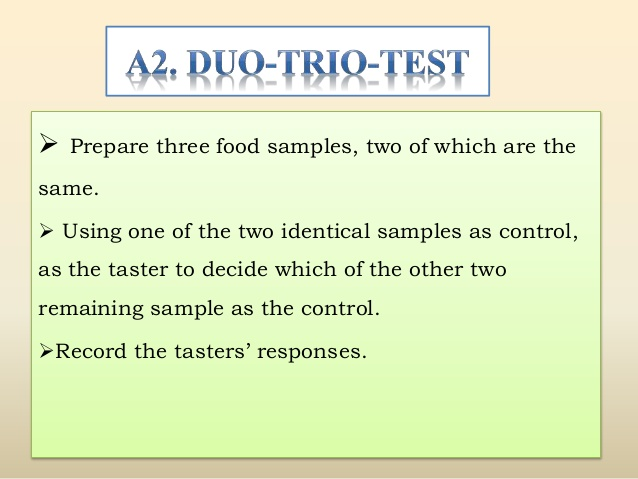 A2. DUO-TRIO-TEST
➢ Prepare three food samples, two of which are the
same.
➢ Using one of the two identical samples as control,
as the taster to decide which of the other two
remaining sample as the control.
➢Record the tasters’ responses.